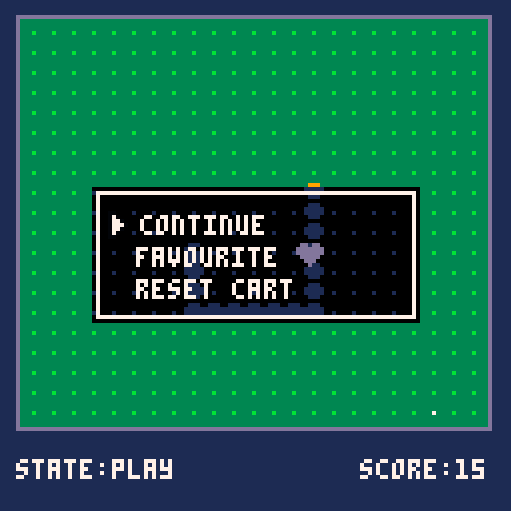 CONTINUE
FAVOURITE
RESET CART
STATE:PLAY
SCORE:15